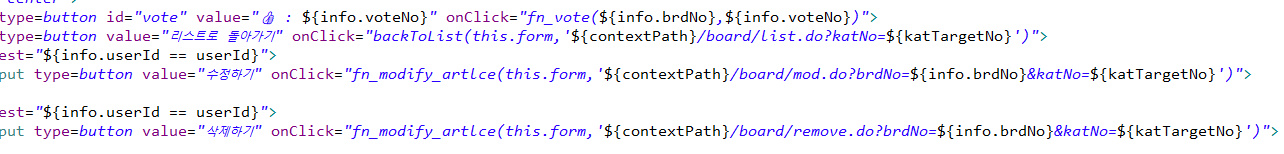 center">
type=button id="vote" value="👍 : ${info.voteNo}" onClick="fn_vote(${info.brdNo},${info.voteNo})">
type=button value="리스트로 돌아가기" onClick="backToList(this.form,'${contextPath}/board/list.do?katNo=${katTargetNo}')">
est="${info.userId == userId}">
put type=button value="수정하기" onClick="fn_modify_artlce(this.form,'${contextPath}/board/mod.do?brdNo=${info.brdNo}&katNo=${katTargetNo}')">
est="${info.userId == userId}">
put type=button value="삭제하기" onClick="fn_modify_artlce(this.form,'${contextPath}/board/remove.do?brdNo=${info.brdNo}&katNo=${katTargetNo}')">